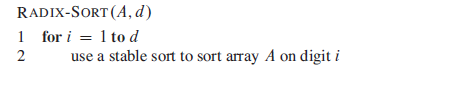 RADIX-SORT(A, d)
1 for i = 1 to d
2 use a stable sort to sort array A on digit i